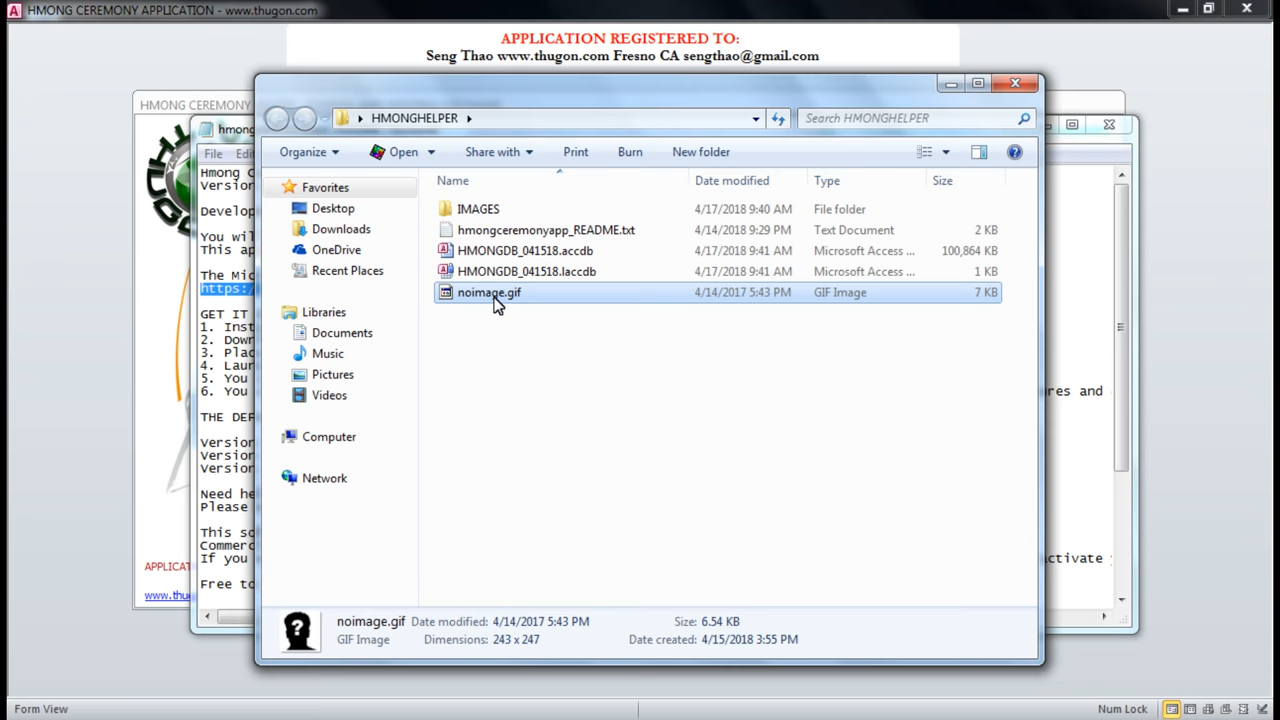 HMONG CEREMONY APPLICATION - www.thugon.com
APPLICATION REGISTERED TO:
Seng Thao www.thugon.com Fresno CA sengthao@gmail.com
HMONG CEREMONY
hmong
File Edi
Hmong C
Version
Develop
You wil
This ap
The Mic
https:/
GET IT
1. Inst
2. Down
3. Plac
4. Laun
5. You
6. You
ures and
THE DEF
Version
Version
Version
Need he
Please
This so
Commerc
If you
ctivate
Free to
APPLICAT
www.thu
HMONGHELPER
Search HMONGHELPER
Organize Open Share with Print Burn New folder
Name Date modified Type Size
Favorites
Desktop
Downloads
OneDrive
Recent Places
Libraries
Documents
Music
Pictures
Videos
Computer
Network
IMAGES 4/17/2018 9:40 AM File folder
hmongceremonyapp_README.txt 4/14/2018 9:29 PM Text Document 2 KB
HMONGDB_041518.accdb 4/17/2018 9:41 AM Microsoft Access ... 100,864 KB
HMONGDB_041518.laccdb 4/17/2018 9:41 AM Microsoft Access ... 1 KB
noimage.gif 4/14/2017 5:43 PM GIF Image 7 KB
noimage.gif Date modified: 4/14/2017 5:43 PM Size: 6.54 KB
GIF Image Dimensions: 243 x 247 Date created: 4/15/2018 3:55 PM
Form View Num Lock